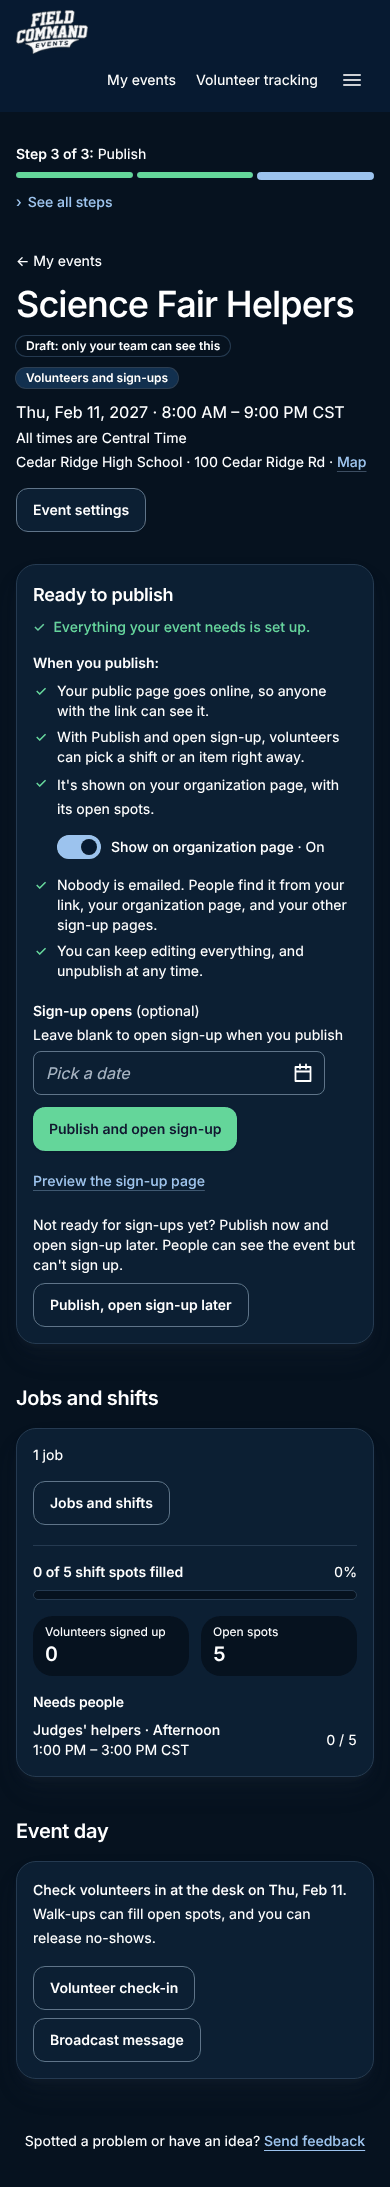 FIELD
COMMAND
EVENTS
My events Volunteer tracking
Step 3 of 3: Publish
› See all steps
← My events
Science Fair Helpers
Draft: only your team can see this
Volunteers and sign-ups
Thu, Feb 11, 2027 · 8:00 AM – 9:00 PM CST
All times are Central Time
Cedar Ridge High School · 100 Cedar Ridge Rd · Map
Event settings
Ready to publish
✓ Everything your event needs is set up.
When you publish:
✓ Your public page goes online, so anyone
with the link can see it.
✓ With Publish and open sign-up, volunteers
can pick a shift or an item right away.
✓ It's shown on your organization page, with
its open spots.
Show on organization page · On
✓ Nobody is emailed. People find it from your
link, your organization page, and your other
sign-up pages.
✓ You can keep editing everything, and
unpublish at any time.
Sign-up opens (optional)
Leave blank to open sign-up when you publish
Pick a date
Publish and open sign-up
Preview the sign-up page
Not ready for sign-ups yet? Publish now and
open sign-up later. People can see the event but
can't sign up.
Publish, open sign-up later
Jobs and shifts
1 job
Jobs and shifts
0 of 5 shift spots filled 0%
Volunteers signed up Open spots
0 5
Needs people
Judges' helpers · Afternoon
1:00 PM – 3:00 PM CST 0 / 5
Event day
Check volunteers in at the desk on Thu, Feb 11.
Walk-ups can fill open spots, and you can
release no-shows.
Volunteer check-in
Broadcast message
Spotted a problem or have an idea? Send feedback